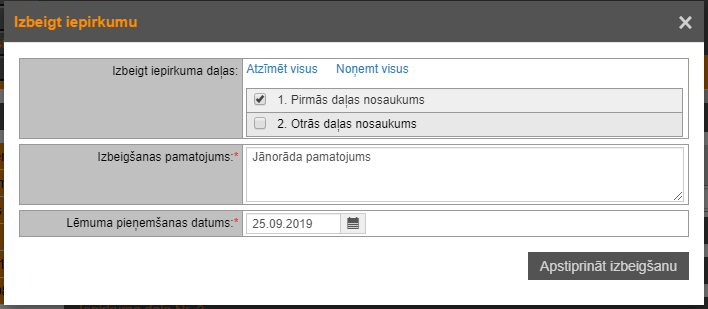 Izbeigt iepirkumu
Izbeigt iepirkuma daļas: Atzīmēt visus Noņemt visus
1. Pirmās daļas nosaukums
2. Otrās daļas nosaukums
Izbeigšanas pamatojums:* Jānorāda pamatojums
Lēmuma pieņemšanas datums:* 25.09.2019
Apstiprināt izbeigšanu